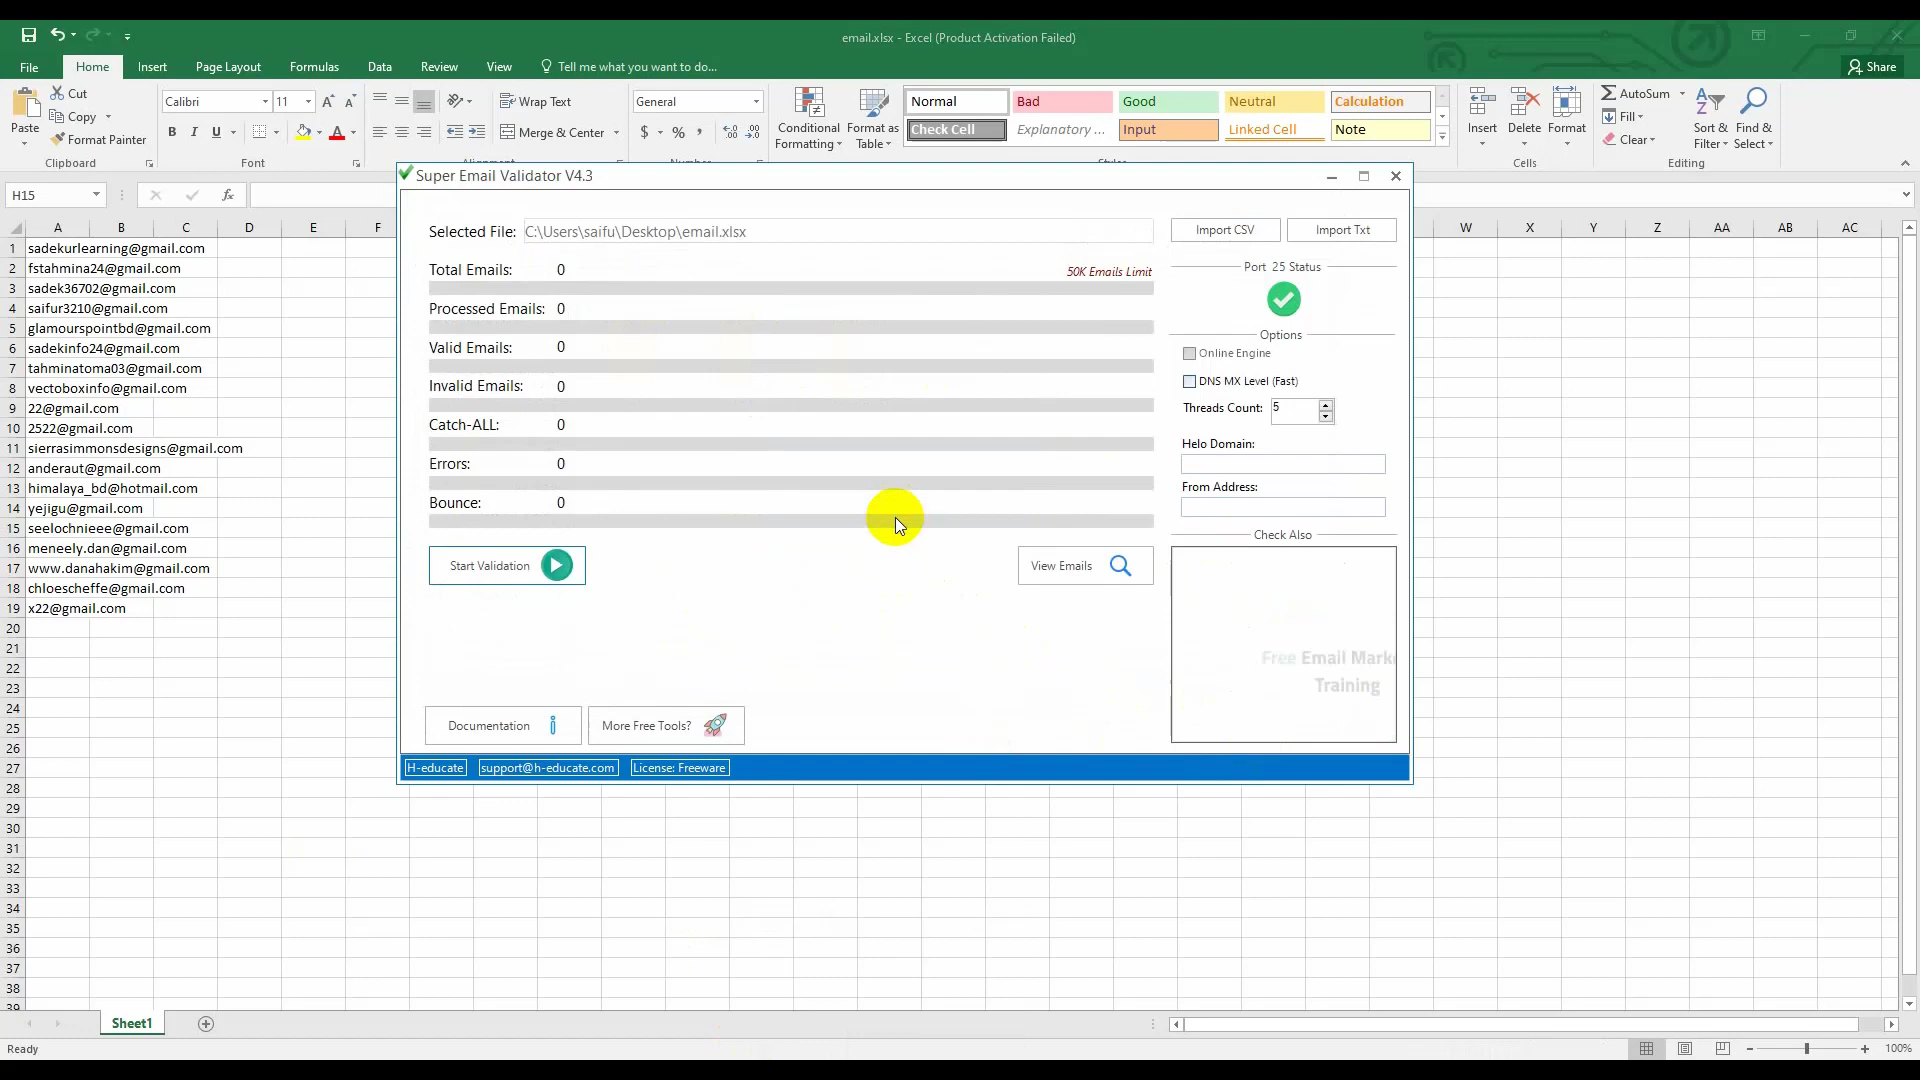 email.xlsx - Excel (Product Activation Failed)
File Home Insert Page Layout Formulas Data Review View Tell me what you want to do... Share
Paste
Cut
Copy
Format Painter
Clipboard
Calibri 11
B I U
Font
Wrap Text
Merge & Center
General
$ % ,
Conditional Formatting
Format as Table
Normal Bad Good Neutral Calculation
Check Cell Explanatory ... Input Linked Cell Note
Insert Delete Format
Cells
AutoSum
Fill
Clear
Sort & Filter
Find & Select
Editing
H15 fx
A B C D E F W X Y Z AA AB AC
1 sadekurlearning@gmail.com
2 fstahmina24@gmail.com
3 sadek36702@gmail.com
4 saifur3210@gmail.com
5 glamourspointbd@gmail.com
6 sadekinfo24@gmail.com
7 tahminatoma03@gmail.com
8 vectoboxinfo@gmail.com
9 22@gmail.com
10 2522@gmail.com
11 sierrasimmonsdesigns@gmail.com
12 anderaut@gmail.com
13 himalaya_bd@hotmail.com
14 yejigu@gmail.com
15 seelochnieee@gmail.com
16 meneely.dan@gmail.com
17 www.danahakim@gmail.com
18 chloescheffe@gmail.com
19 x22@gmail.com
20
21
22
23
24
25
26
27
28
29
30
31
32
33
34
35
36
37
38
39
Super Email Validator V4.3
Selected File: C:\Users\saifu\Desktop\email.xlsx
Import CSV Import Txt
Total Emails: 0
50K Emails Limit
Processed Emails: 0
Valid Emails: 0
Invalid Emails: 0
Catch-ALL: 0
Errors: 0
Bounce: 0
Start Validation
View Emails
Port 25 Status
Options
Online Engine
DNS MX Level (Fast)
Threads Count: 5
Helo Domain:
From Address:
Check Also
Free Email Marke
Training
Documentation
More Free Tools?
H-educate support@h-educate.com License: Freeware
Sheet1
Ready
100%